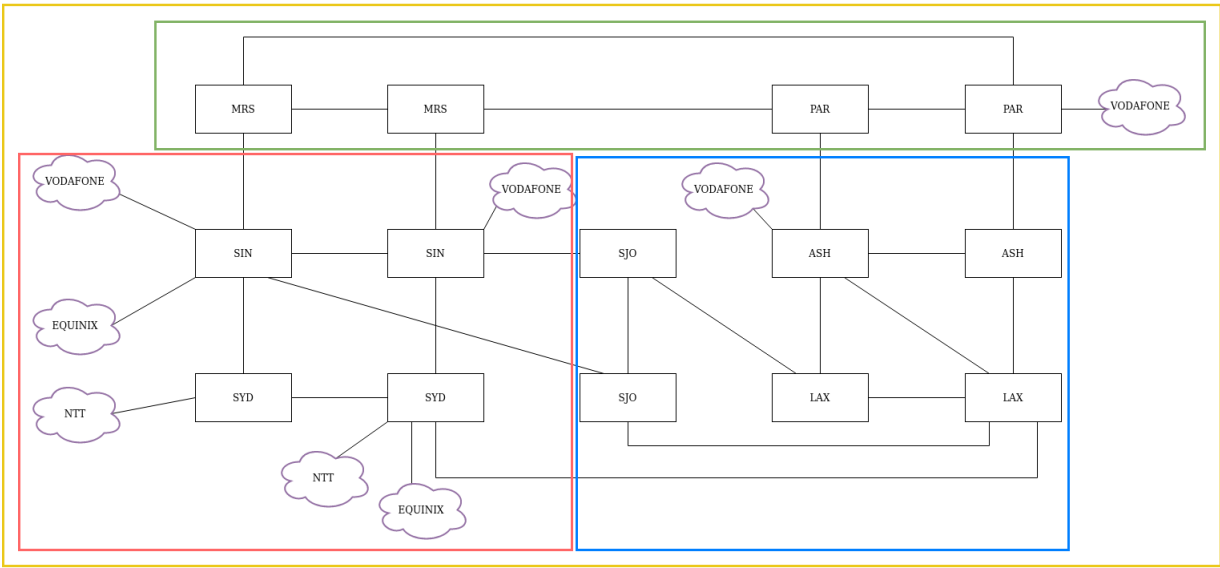 MRS
MRS
PAR
PAR
VODAFONE
VODAFONE
VODAFONE
VODAFONE
SIN
SIN
SJO
ASH
ASH
EQUINIX
SYD
SYD
SJO
LAX
LAX
NTT
NTT
EQUINIX